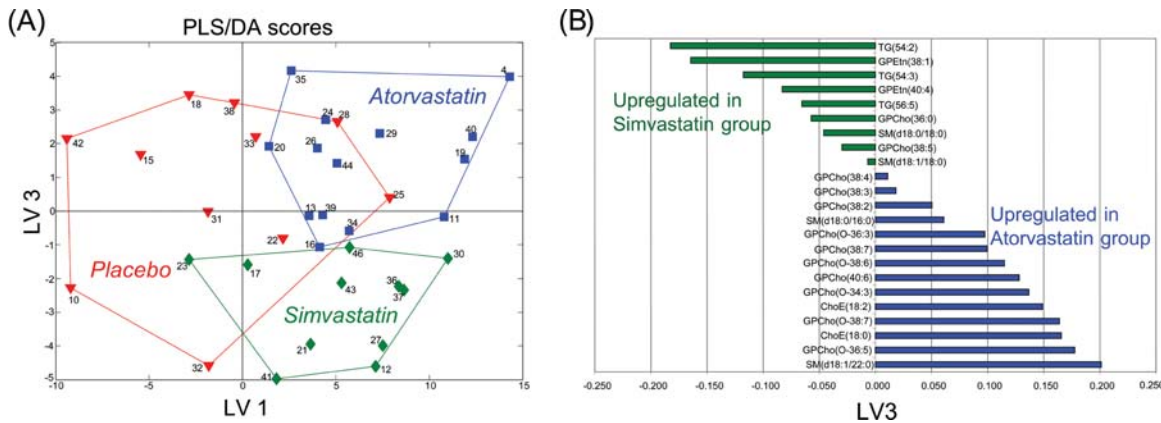 (A)
PLS/DA scores
5
4
3
2
1
0
-1
-2
-3
-4
-5
-10
-5
0
5
10
15
LV 3
LV 1
Atorvastatin
Placebo
Simvastatin
35
4
18
38
24
28
29
40
42
33
20
26
19
15
44
25
31
13
39
11
34
22
16
46
30
23
17
43
36
37
10
21
27
32
41
12
(B)
TG(54:2)
GPEtn(38:1)
TG(54:3)
GPEtn(40:4)
TG(56:5)
GPCho(36:0)
SM(d18:0/18:0)
GPCho(38:5)
SM(d18:1/18:0)
Upregulated in
Simvastatin group
GPCho(38:4)
GPCho(38:3)
GPCho(38:2)
SM(d18:0/16:0)
GPCho(O-36:3)
GPCho(38:7)
GPCho(O-38:6)
GPCho(40:6)
GPCho(O-34:3)
ChoE(18:2)
GPCho(O-38:7)
ChoE(18:0)
GPCho(O-36:5)
SM(d18:1/22:0)
Upregulated in
Atorvastatin group
-0.250 -0.200 -0.150 -0.100 -0.050 0.000 0.050 0.100 0.150 0.200 0.250
LV3